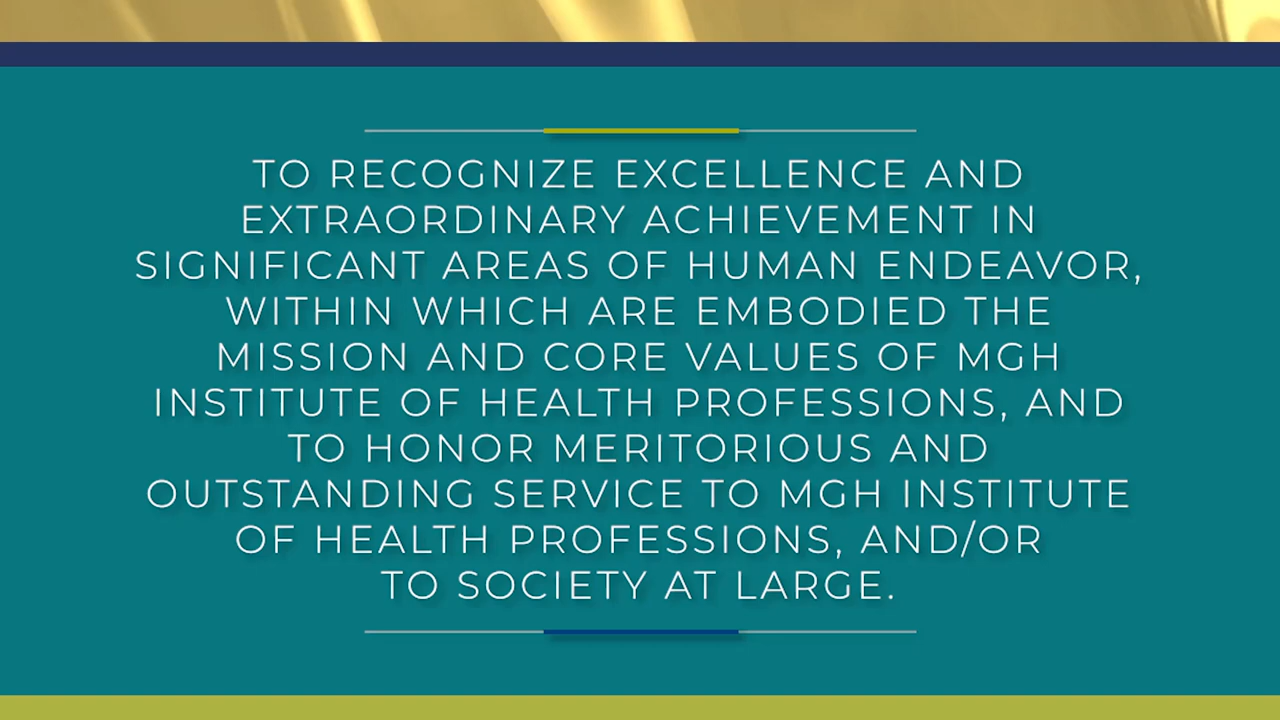 TO RECOGNIZE EXCELLENCE AND
EXTRAORDINARY ACHIEVEMENT IN
SIGNIFICANT AREAS OF HUMAN ENDEAVOR,
WITHIN WHICH ARE EMBODIED THE
MISSION AND CORE VALUES OF MGH
INSTITUTE OF HEALTH PROFESSIONS, AND
TO HONOR MERITORIOUS AND
OUTSTANDING SERVICE TO MGH INSTITUTE
OF HEALTH PROFESSIONS, AND/OR
TO SOCIETY AT LARGE.